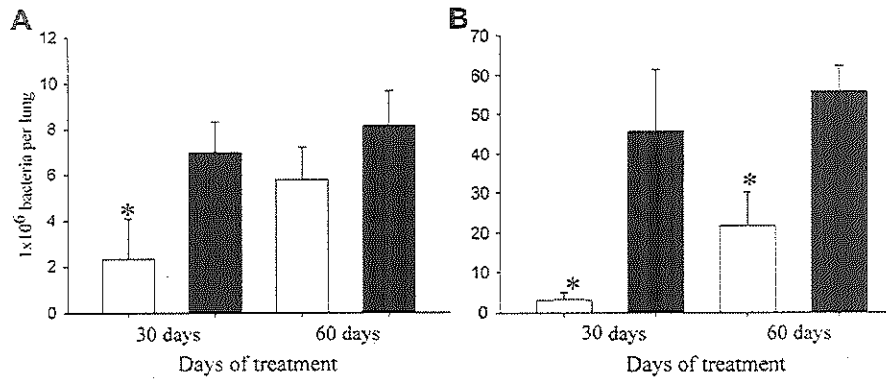 A
B
1x10⁶ bacteria per lung
12
10
8
6
4
2
0
*
30 days
60 days
Days of treatment
70
60
50
40
30
20
10
0
*
*
30 days
60 days
Days of treatment